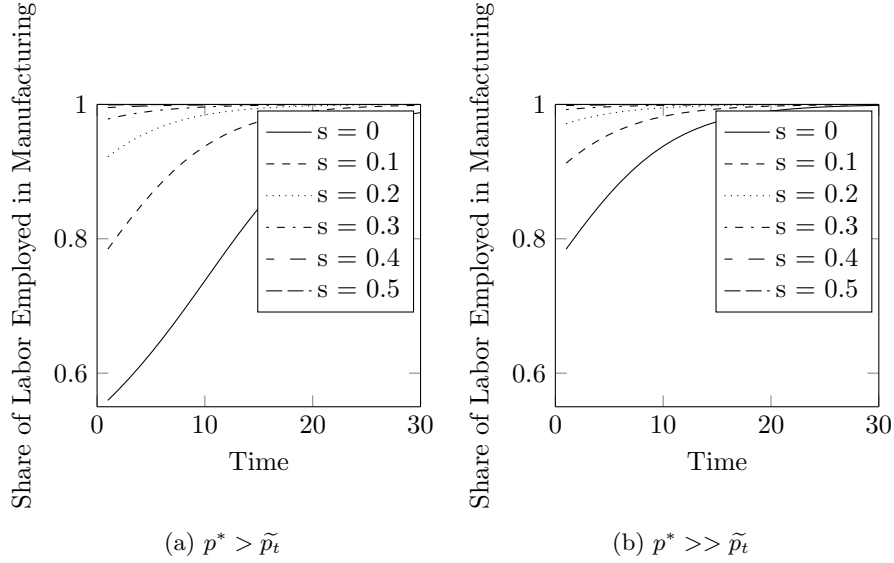 Share of Labor Employed in Manufacturing
1
0.8
0.6
0
10
20
30
Time
s = 0
s = 0.1
s = 0.2
s = 0.3
s = 0.4
s = 0.5
(a) p* > p̃ₜ
Share of Labor Employed in Manufacturing
1
0.8
0.6
0
10
20
30
Time
s = 0
s = 0.1
s = 0.2
s = 0.3
s = 0.4
s = 0.5
(b) p* >> p̃ₜ